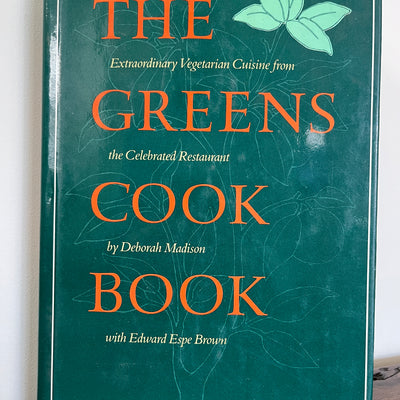 THE
Extraordinary Vegetarian Cuisine from
GREENS
the Celebrated Restaurant
COOK
by Deborah Madison
BOOK
with Edward Espe Brown